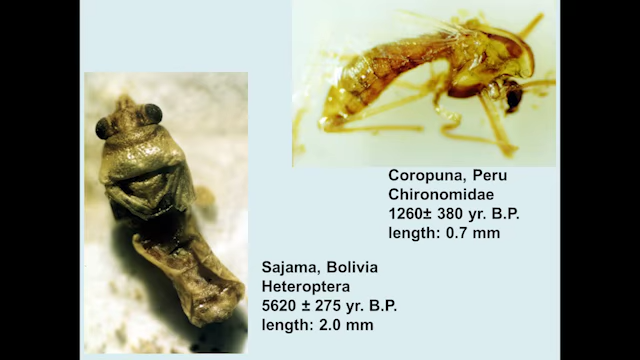 Coropuna, Peru
Chironomidae
1260± 380 yr. B.P.
length: 0.7 mm
Sajama, Bolivia
Heteroptera
5620 ± 275 yr. B.P.
length: 2.0 mm